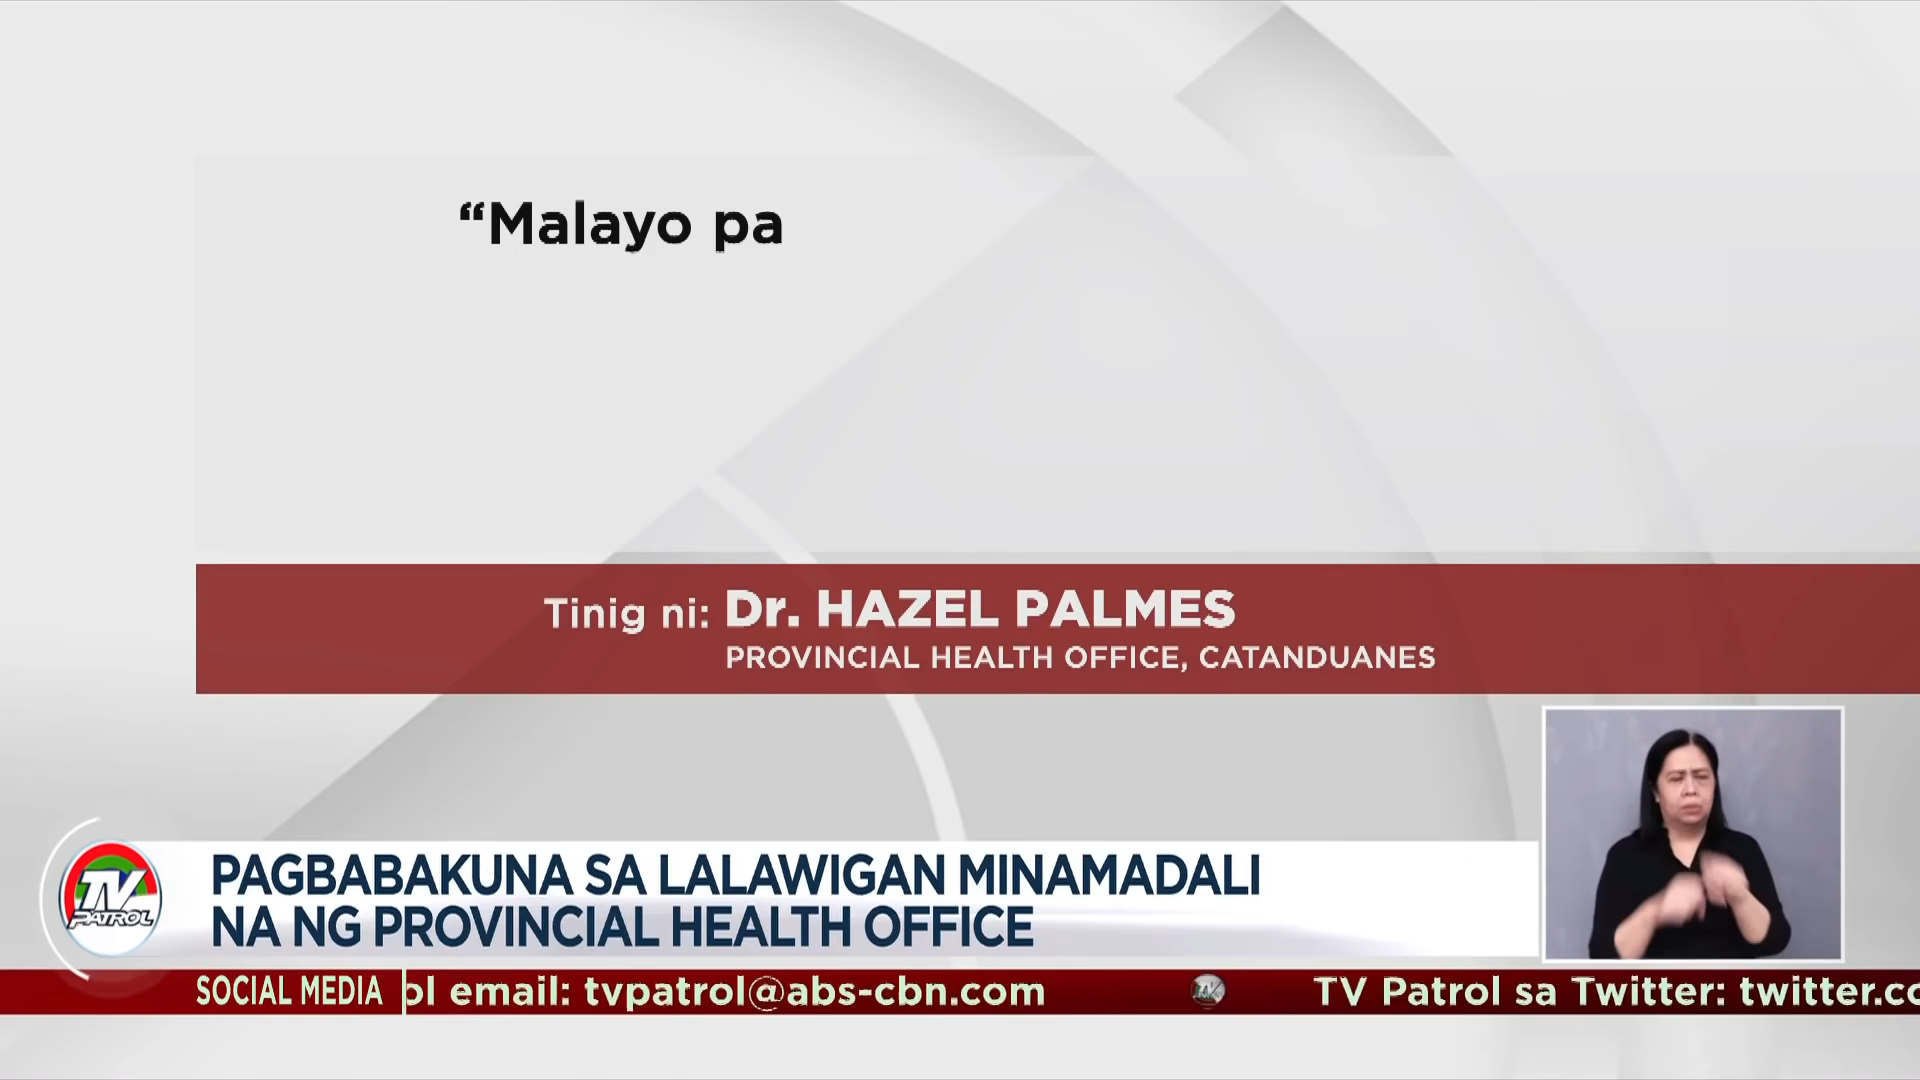 “Malayo pa
Tinig ni: Dr. HAZEL PALMES
PROVINCIAL HEALTH OFFICE, CATANDUANES
TV
PATROL
PAGBABAKUNA SA LALAWIGAN MINAMADALI
NA NG PROVINCIAL HEALTH OFFICE
SOCIAL MEDIA
ol email: tvpatrol@abs-cbn.com
TV Patrol sa Twitter: twitter.co